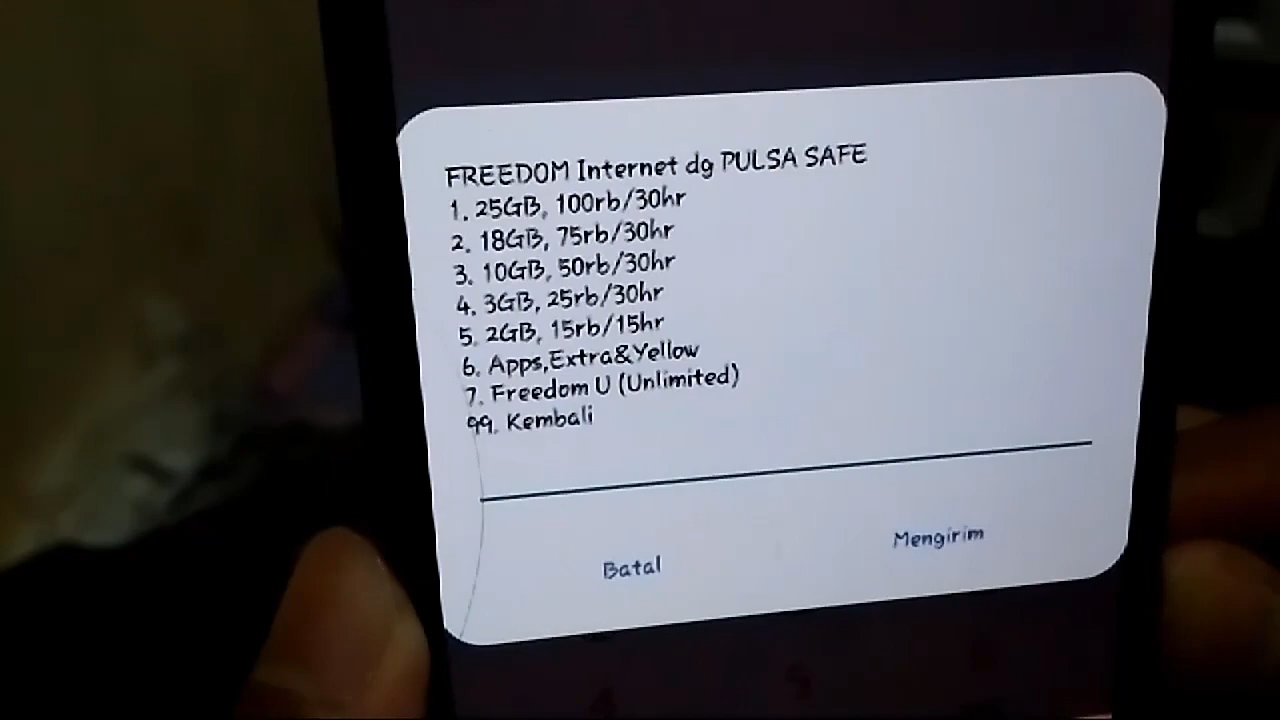 FREEDOM Internet dg PULSA SAFE
1. 25GB, 100rb/30hr
2. 18GB, 75rb/30hr
3. 10GB, 50rb/30hr
4. 3GB, 25rb/30hr
5. 2GB, 15rb/15hr
6. Apps,Extra&Yellow
7. Freedom U (Unlimited)
99. Kembali
Batal
Mengirim